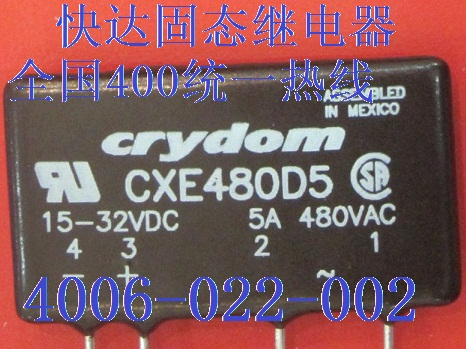 快达固态继电器
全国400统一热线
ASSEMBLED
IN MEXICO
crydom
CXE480D5
15-32VDC 5A 480VAC
4 3 2 1
- + ~
4006-022-002